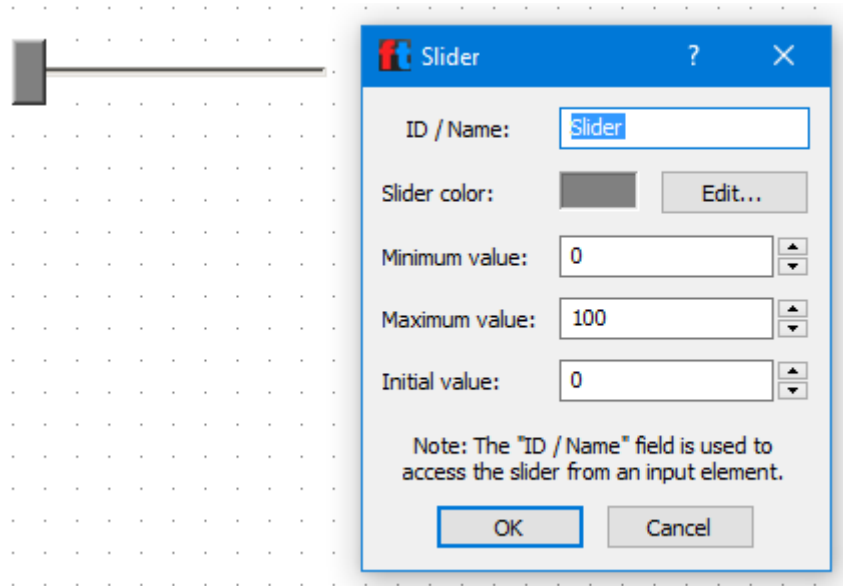 ft Slider ?
ID / Name: Slider
Slider color: Edit...
Minimum value: 0
Maximum value: 100
Initial value: 0
Note: The "ID / Name" field is used to
access the slider from an input element.
OK Cancel